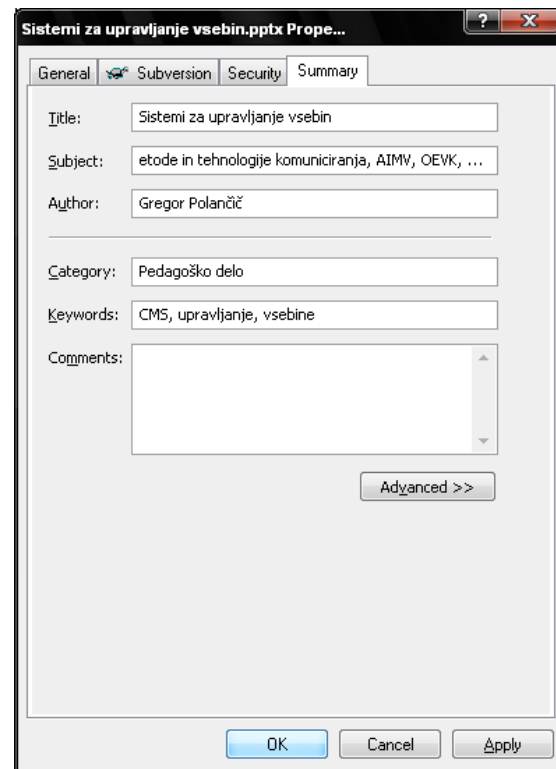 Sistemi za upravljanje vsebin.pptx Prope... ? X
General Subversion Security Summary
Title: Sistemi za upravljanje vsebin
Subject: etode in tehnologije komuniciranja, AIMV, OEVK, ...
Author: Gregor Polančič
Category: Pedagoško delo
Keywords: CMS, upravljanje, vsebine
Comments:
Advanced >>
OK Cancel Apply